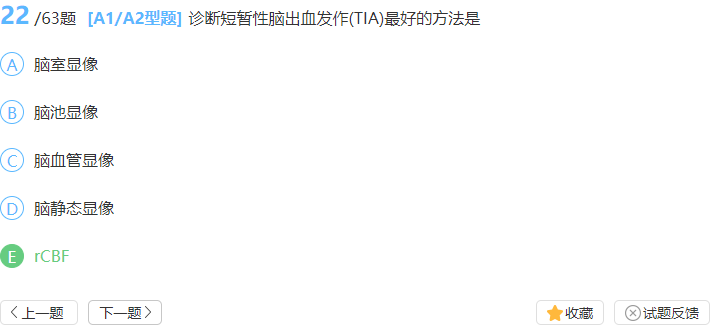 22 /63题 [A1/A2型题] 诊断短暂性脑出血发作(TIA)最好的方法是
A 脑室显像
B 脑池显像
C 脑血管显像
D 脑静态显像
E rCBF
上一题 下一题 收藏 试题反馈